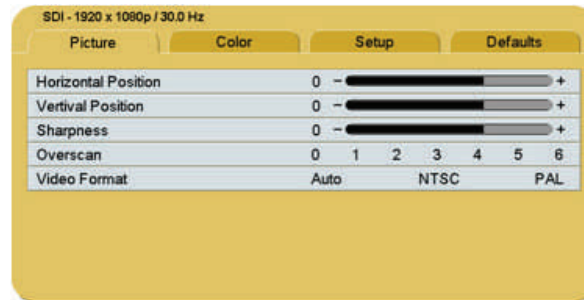 SDI - 1920 x 1080p / 30.0 Hz
Picture Color Setup Defaults
Horizontal Position 0 - +
Vertival Position 0 - +
Sharpness 0 - +
Overscan 0 1 2 3 4 5 6
Video Format Auto NTSC PAL